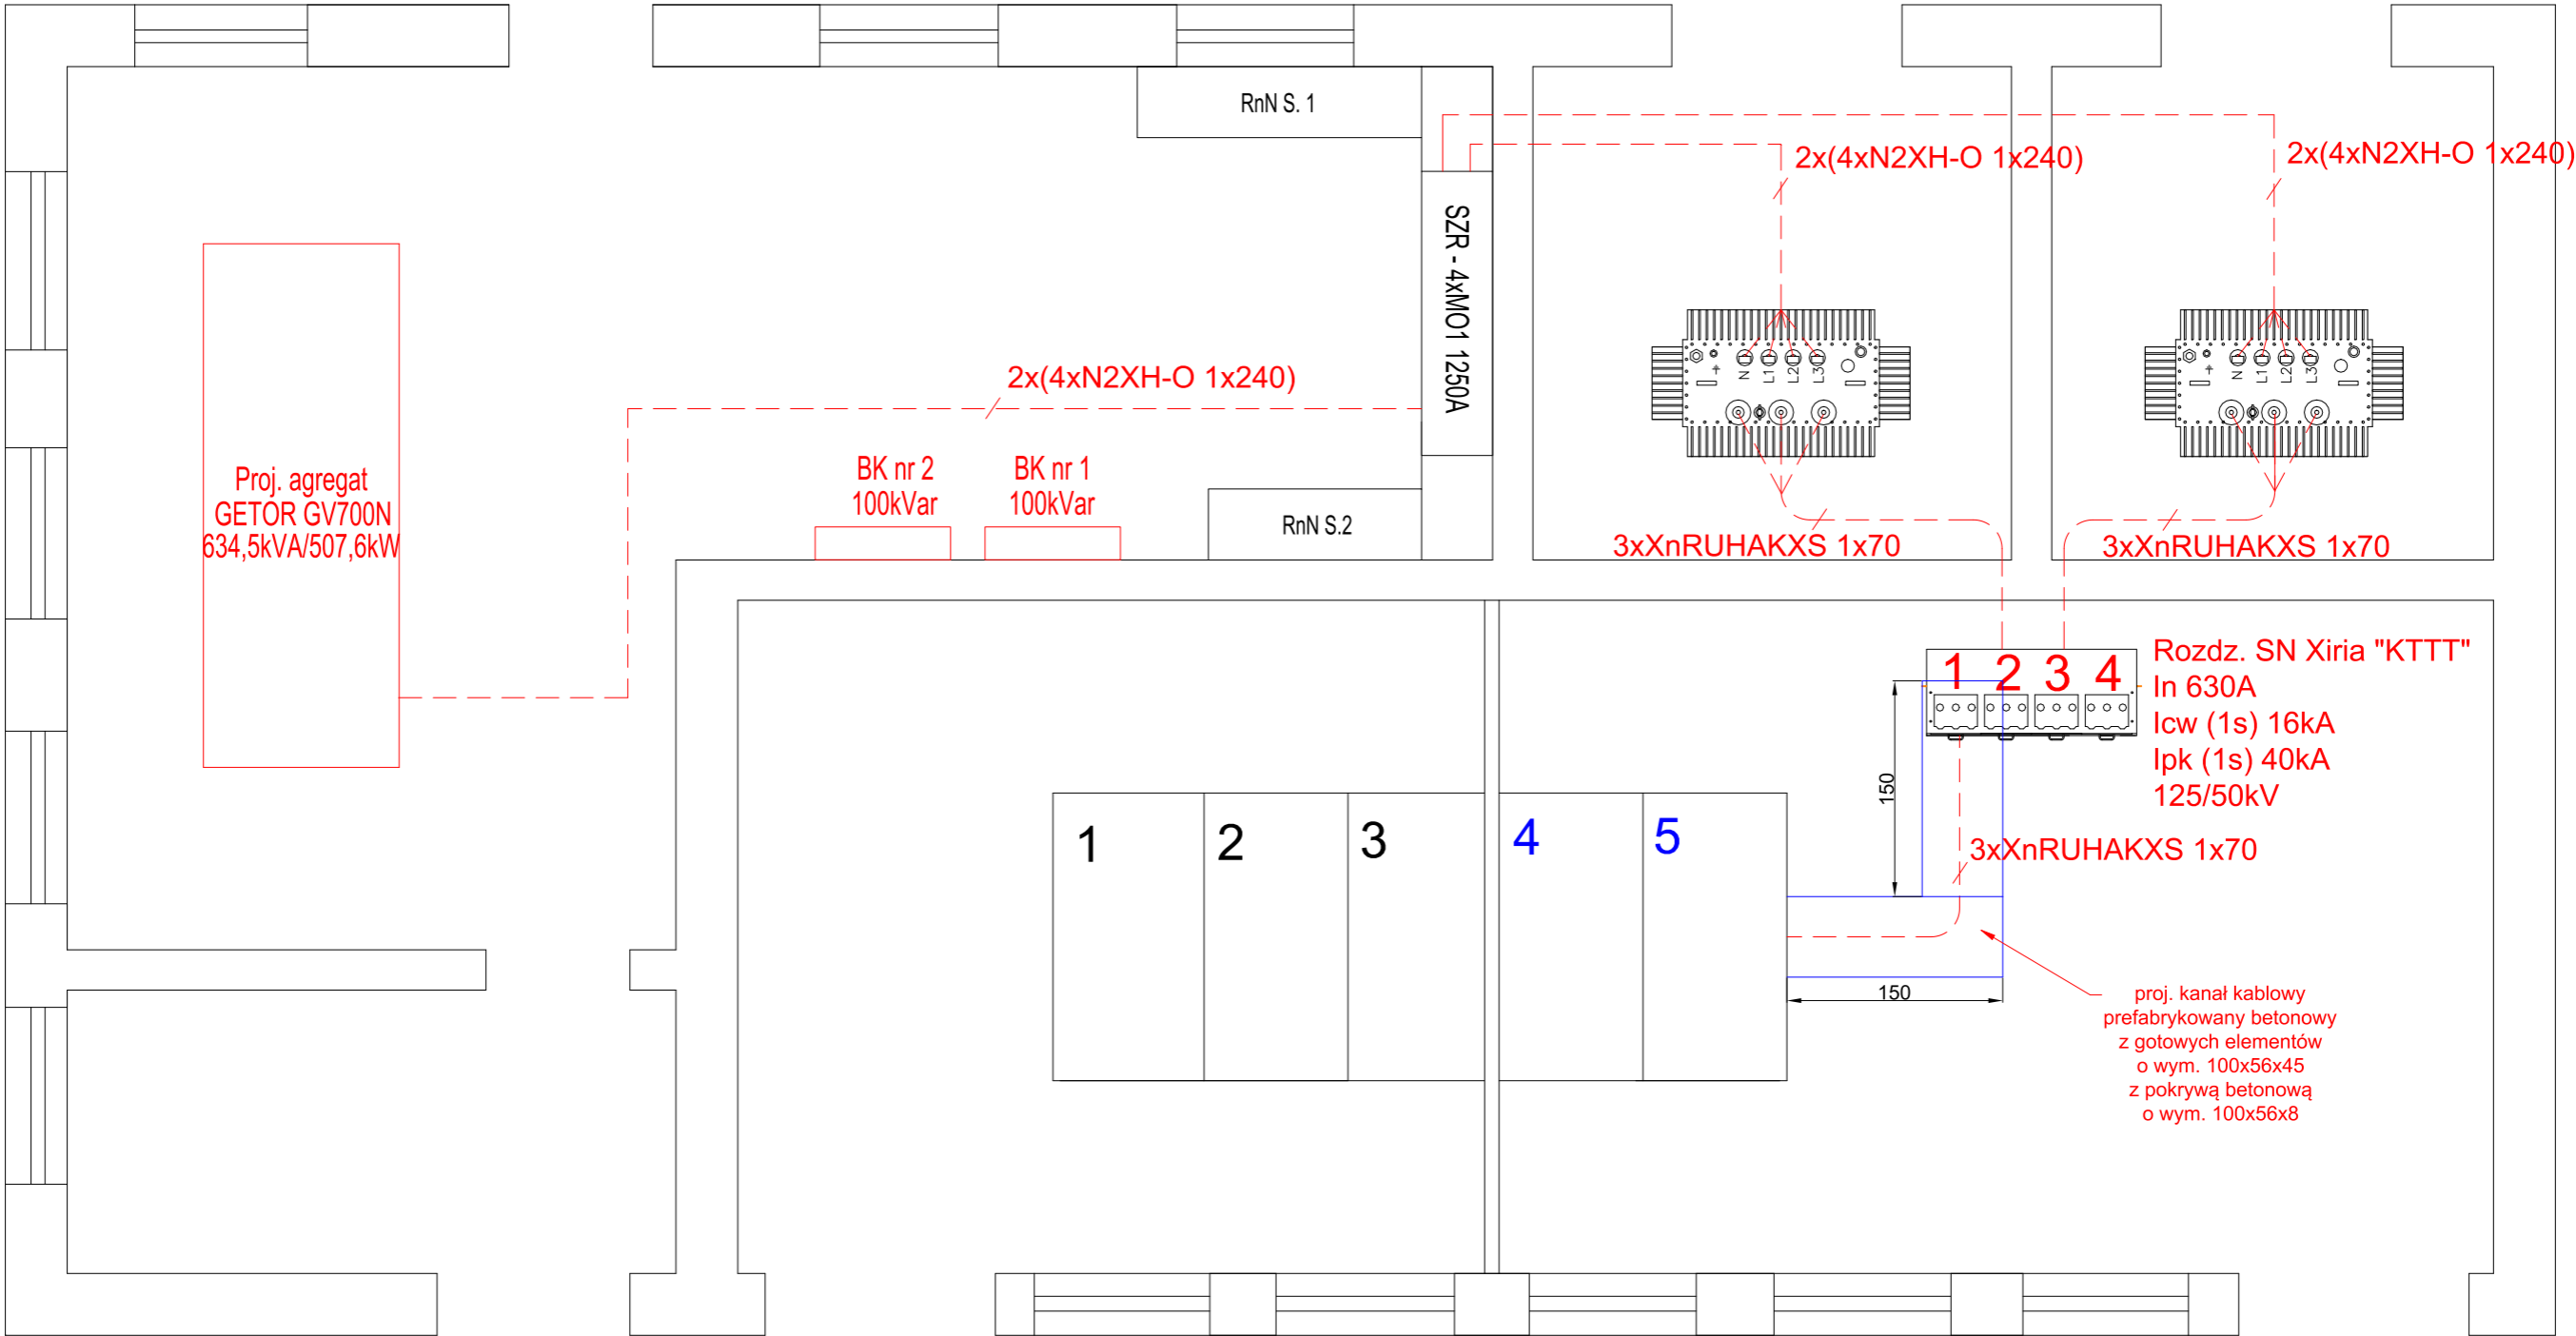 RnN S. 1
2x(4xN2XH-O 1x240)
2x(4xN2XH-O 1x240)
SZR - 4xMO1 1250A
N L1 L2 L3
N L1 L2 L3
2x(4xN2XH-O 1x240)
BK nr 2
100kVar
BK nr 1
100kVar
RnN S.2
Proj. agregat
GETOR GV700N
634,5kVA/507,6kW
3xXnRUHAKXS 1x70
3xXnRUHAKXS 1x70
1 2 3 4
Rozdz. SN Xiria "KTTT"
In 630A
Icw (1s) 16kA
Ipk (1s) 40kA
125/50kV
150
1 2 3 4 5
3xXnRUHAKXS 1x70
150
proj. kanał kablowy
prefabrykowany betonowy
z gotowych elementów
o wym. 100x56x45
z pokrywą betonową
o wym. 100x56x8